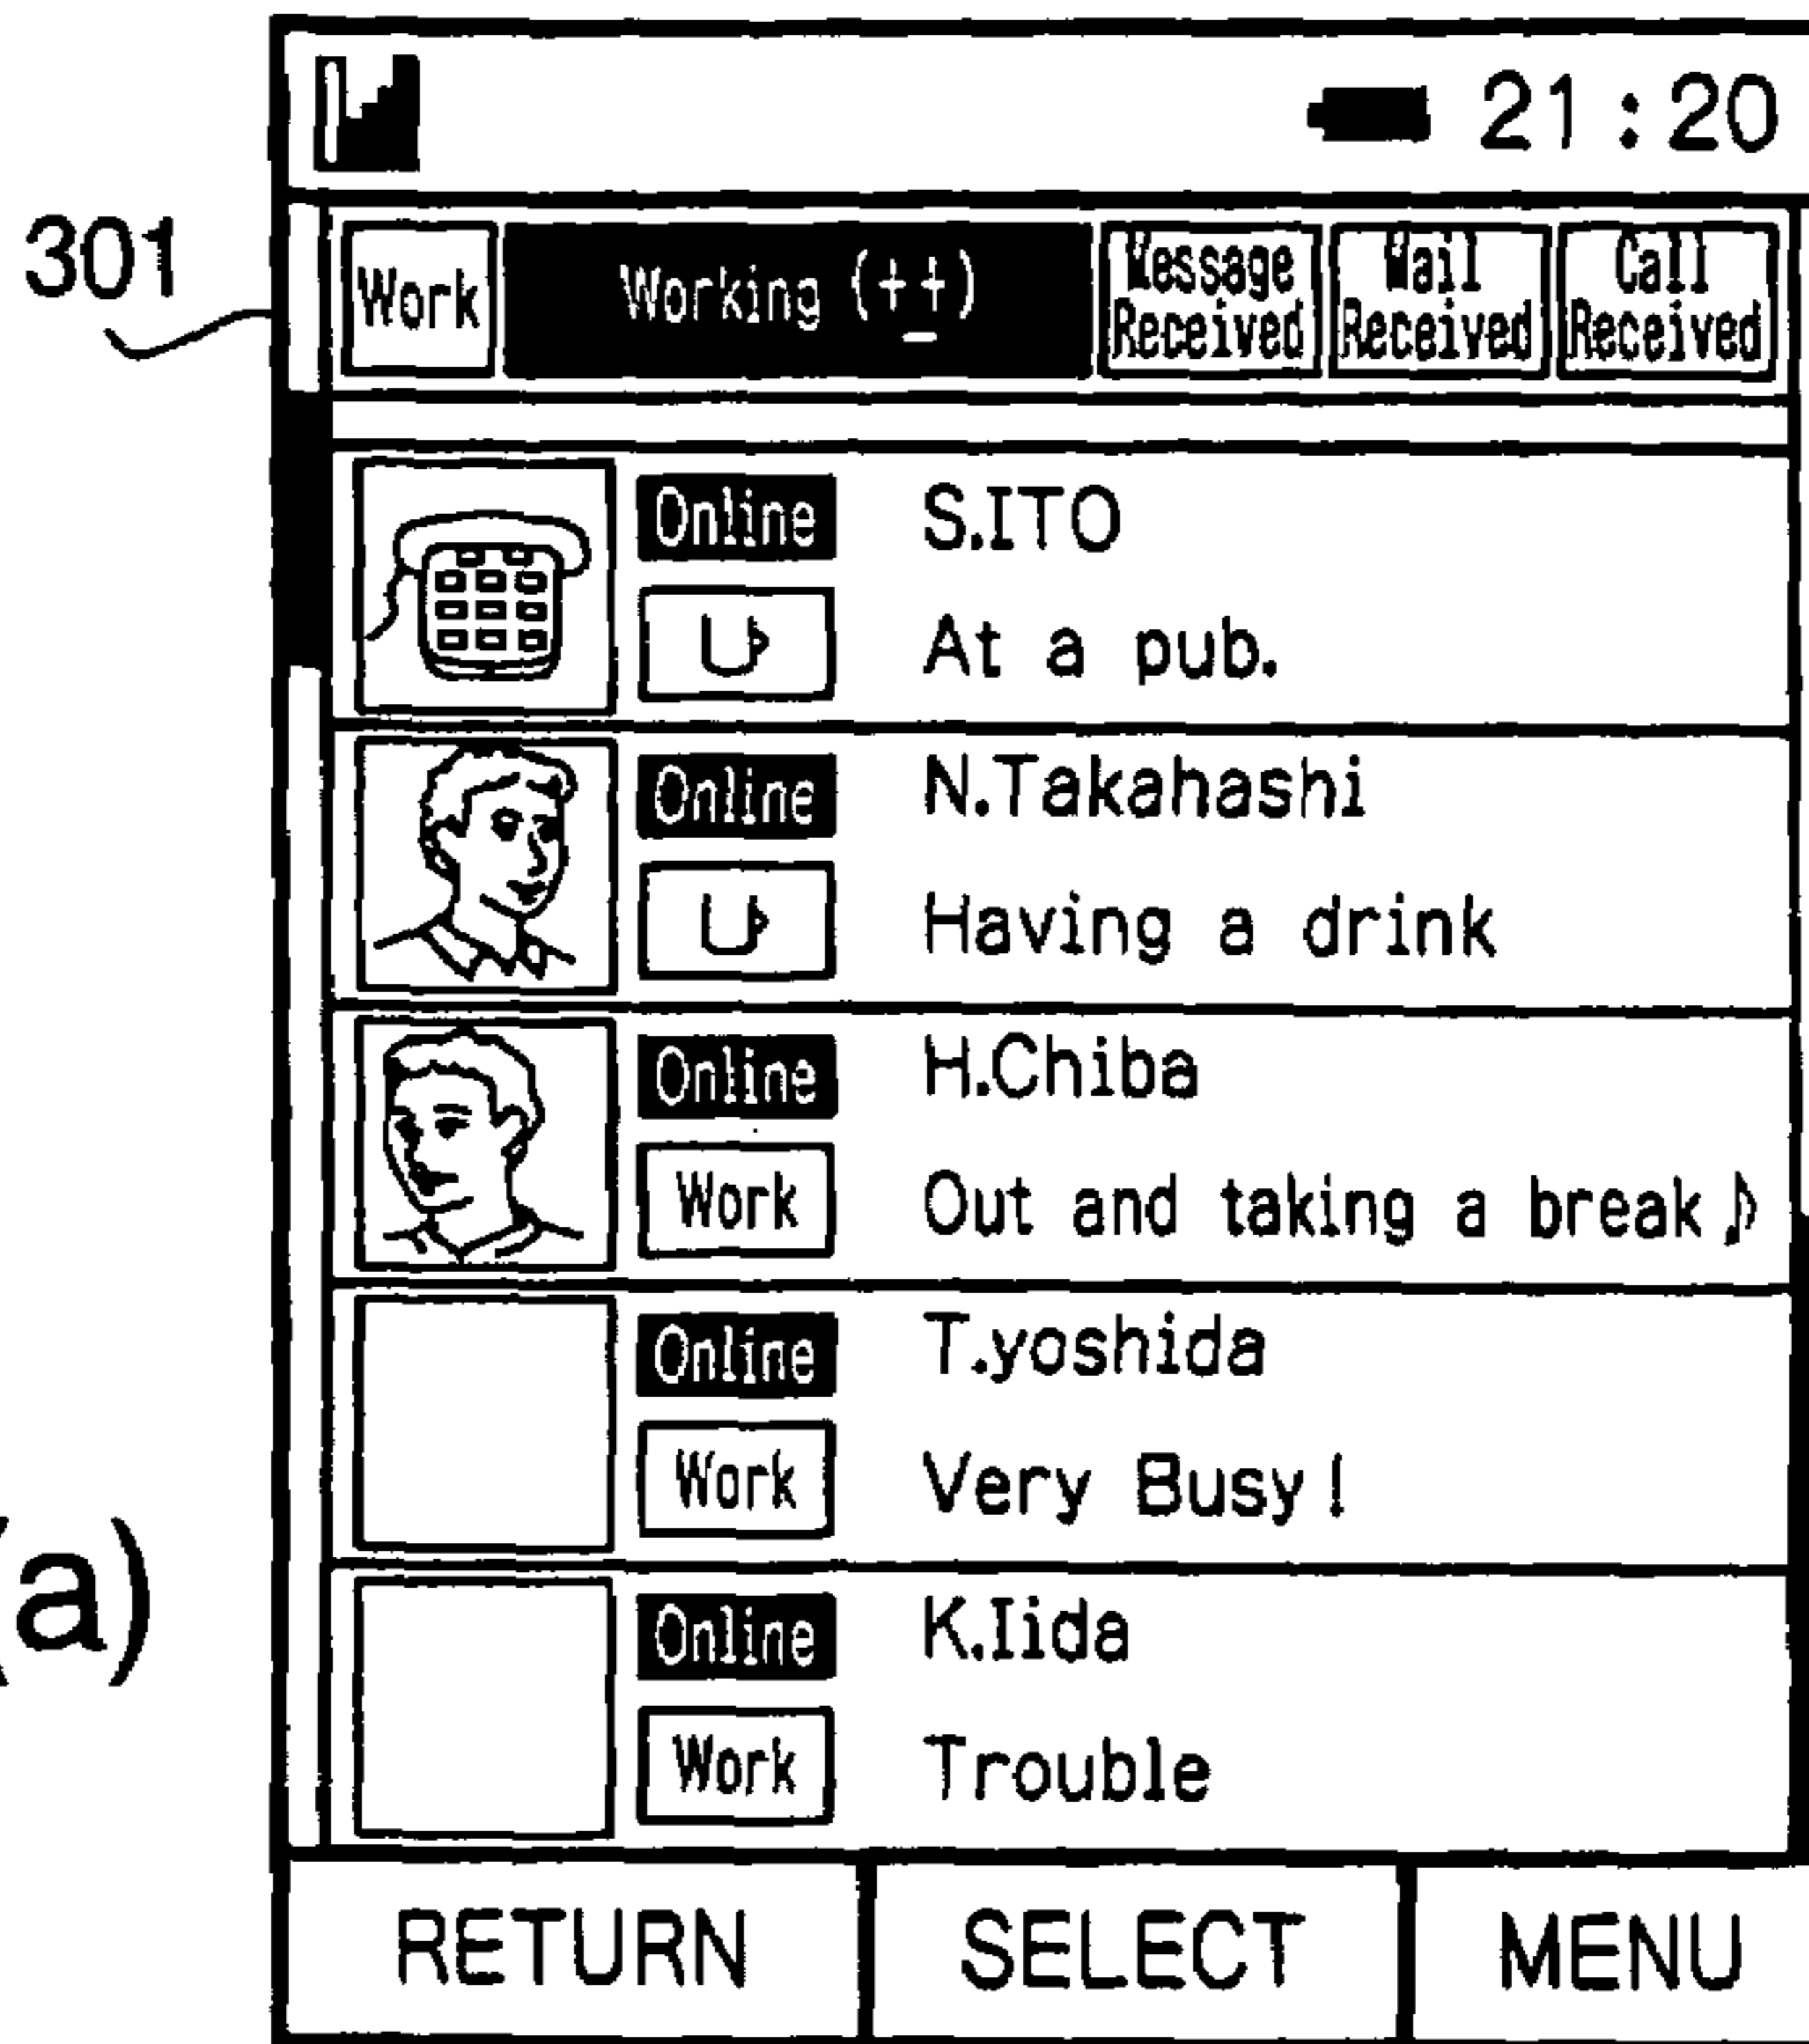 21:20
301
Work Working (++) Message Received Mail Received Call Received
Online S.ITO
At a pub.
Online N.Takahashi
Having a drink
Online H.Chiba
Work Out and taking a break♪
Online T.yoshida
Work Very Busy!
Online K.Iida
Work Trouble
(a)
RETURN SELECT MENU